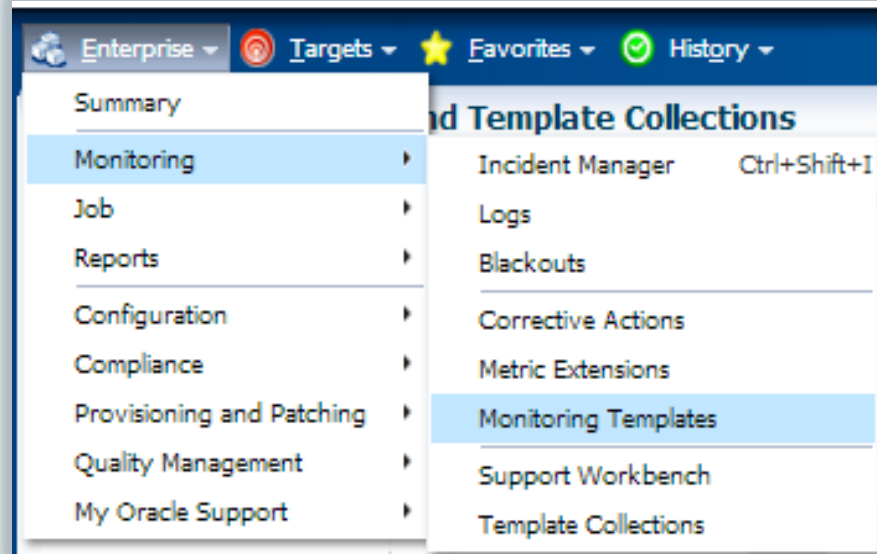 Enterprise Targets Favorites History
nd Template Collections
Summary
Monitoring
Job
Reports
Configuration
Compliance
Provisioning and Patching
Quality Management
My Oracle Support
Incident Manager Ctrl+Shift+I
Logs
Blackouts
Corrective Actions
Metric Extensions
Monitoring Templates
Support Workbench
Template Collections